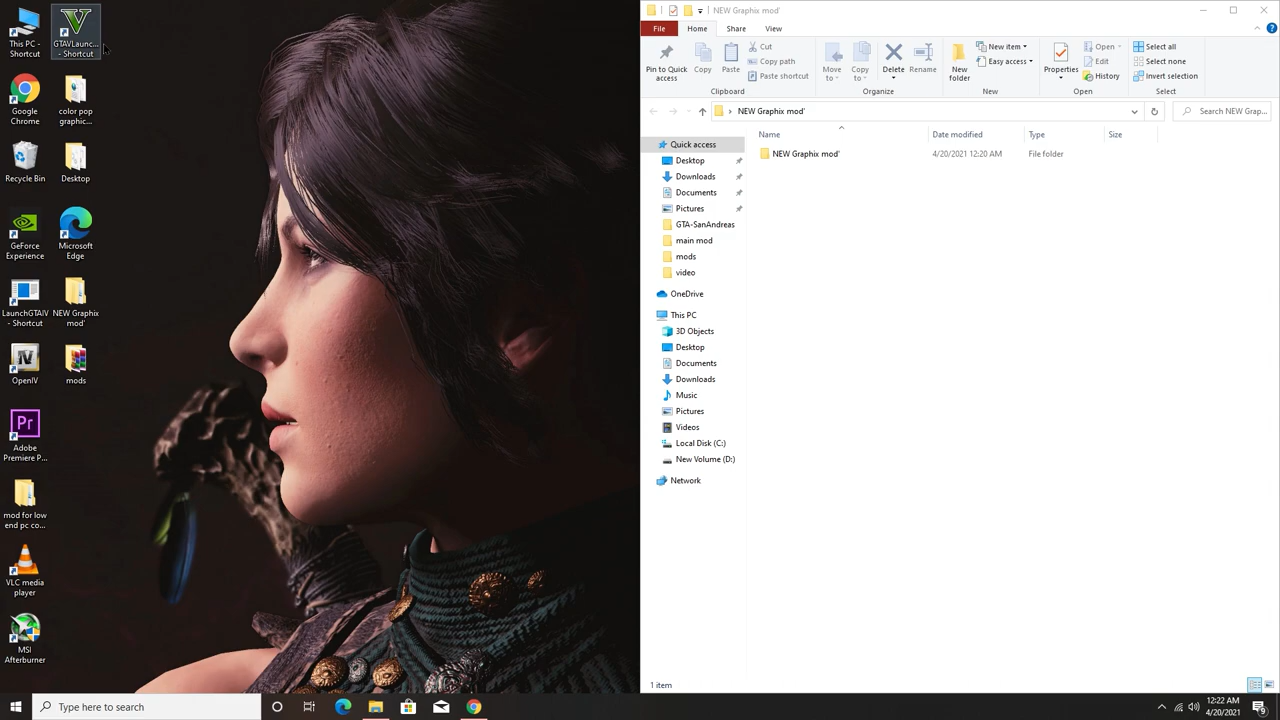 This PC -
GTAVLaunc...
- Shortcut
Google Chrome
color pop graphic...
Recycle Bin
Desktop
GeForce Experience
Microsoft Edge
LaunchGTAIV
- Shortcut
NEW Graphix mod'
OpenIV
mods
Pr
Adobe Premiere P...
mod for low end pc co...
VLC media player
MSI Afterburner
NEW Graphix mod'
File
Home
Share
View
Pin to Quick access
Copy
Paste
Cut
Copy path
Paste shortcut
Clipboard
Move to
Copy to
Delete
Rename
Organize
New folder
New item
Easy access
New
Properties
Open
Edit
History
Open
Select all
Select none
Invert selection
Select
NEW Graphix mod'
Search NEW Grap...
Name
Date modified
Type
Size
NEW Graphix mod'
4/20/2021 12:20 AM
File folder
Quick access
Desktop
Downloads
Documents
Pictures
GTA-SanAndreas
main mod
mods
video
OneDrive
This PC
3D Objects
Desktop
Documents
Downloads
Music
Pictures
Videos
Local Disk (C:)
New Volume (D:)
Network
1 item
Type here to search
12:22 AM
4/20/2021
9